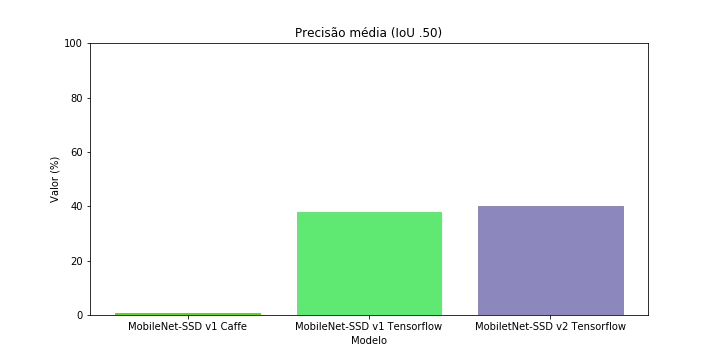 Precisão média (IoU .50)
100
80
60
40
20
0
Valor (%)
MobileNet-SSD v1 Caffe
MobileNet-SSD v1 Tensorflow
MobiletNet-SSD v2 Tensorflow
Modelo